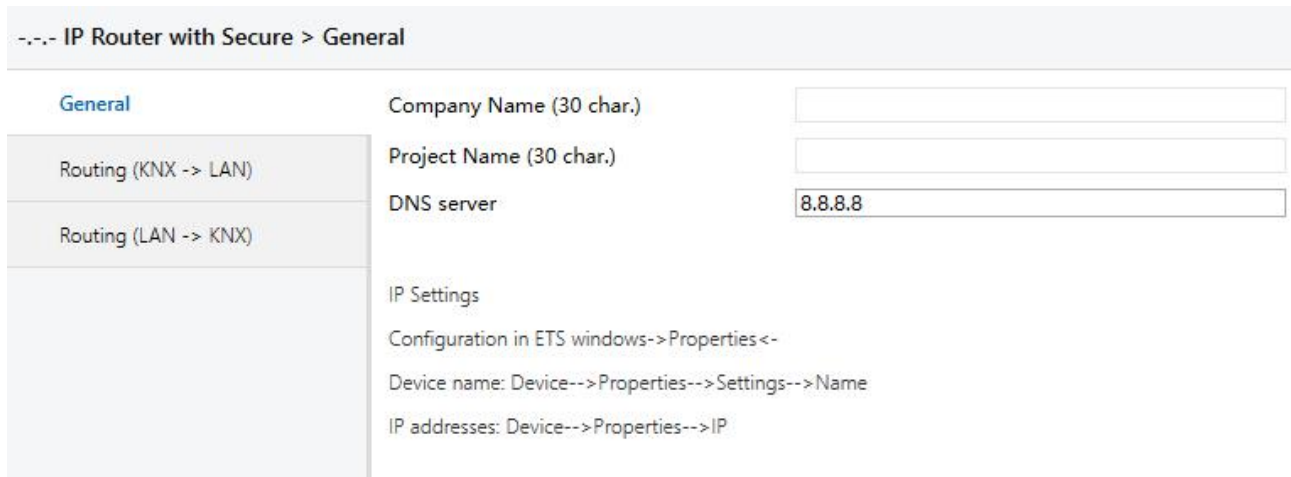 -.-.- IP Router with Secure > General
General
Routing (KNX -> LAN)
Routing (LAN -> KNX)
Company Name (30 char.)
Project Name (30 char.)
DNS server 8.8.8.8
IP Settings
Configuration in ETS windows->Properties<-
Device name: Device-->Properties-->Settings-->Name
IP addresses: Device-->Properties-->IP